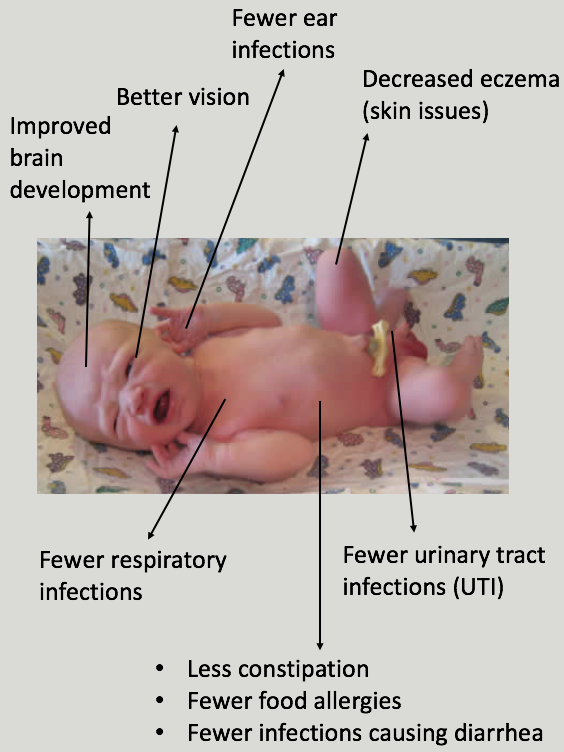 Fewer ear
infections
Decreased eczema
(skin issues)
Better vision
Improved
brain
development
Fewer respiratory
infections
Fewer urinary tract
infections (UTI)
• Less constipation
• Fewer food allergies
• Fewer infections causing diarrhea